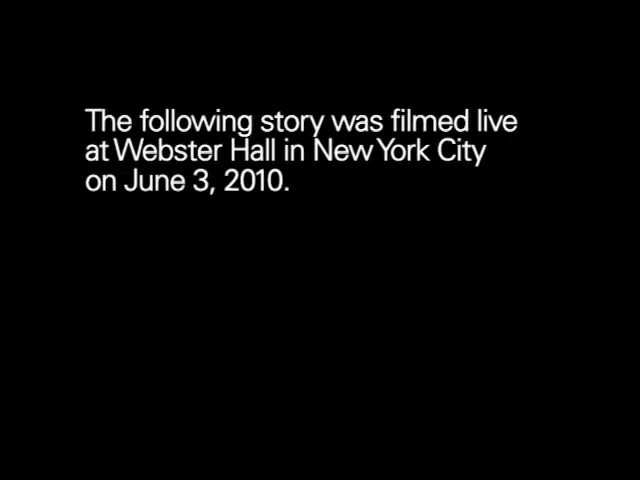 The following story was filmed live
at Webster Hall in New York City
on June 3, 2010.